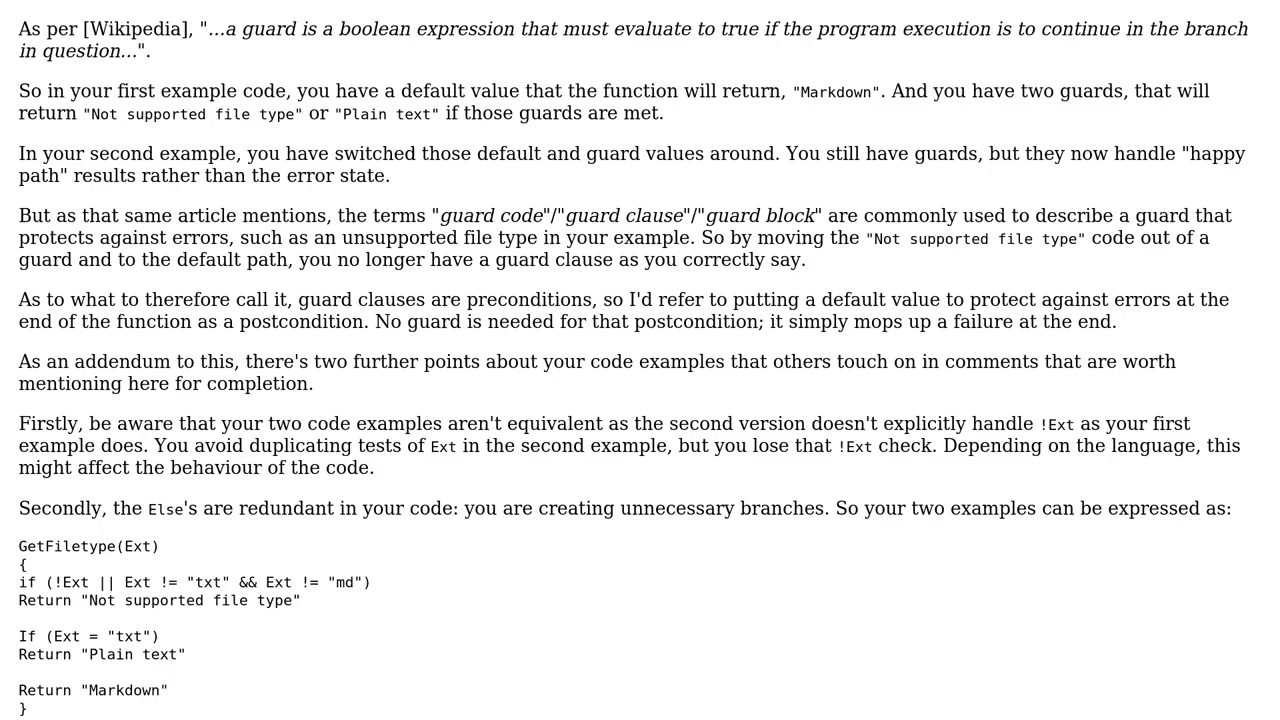 As per [Wikipedia], "...a guard is a boolean expression that must evaluate to true if the program execution is to continue in the branch
in question...".
So in your first example code, you have a default value that the function will return, "Markdown". And you have two guards, that will
return "Not supported file type" or "Plain text" if those guards are met.
In your second example, you have switched those default and guard values around. You still have guards, but they now handle "happy
path" results rather than the error state.
But as that same article mentions, the terms "guard code"/"guard clause"/"guard block" are commonly used to describe a guard that
protects against errors, such as an unsupported file type in your example. So by moving the "Not supported file type" code out of a
guard and to the default path, you no longer have a guard clause as you correctly say.
As to what to therefore call it, guard clauses are preconditions, so I'd refer to putting a default value to protect against errors at the
end of the function as a postcondition. No guard is needed for that postcondition; it simply mops up a failure at the end.
As an addendum to this, there's two further points about your code examples that others touch on in comments that are worth
mentioning here for completion.
Firstly, be aware that your two code examples aren't equivalent as the second version doesn't explicitly handle !Ext as your first
example does. You avoid duplicating tests of Ext in the second example, but you lose that !Ext check. Depending on the language, this
might affect the behaviour of the code.
Secondly, the Else's are redundant in your code: you are creating unnecessary branches. So your two examples can be expressed as:
GetFiletype(Ext)
{
if (!Ext || Ext != "txt" && Ext != "md")
Return "Not supported file type"
If (Ext = "txt")
Return "Plain text"
Return "Markdown"
}